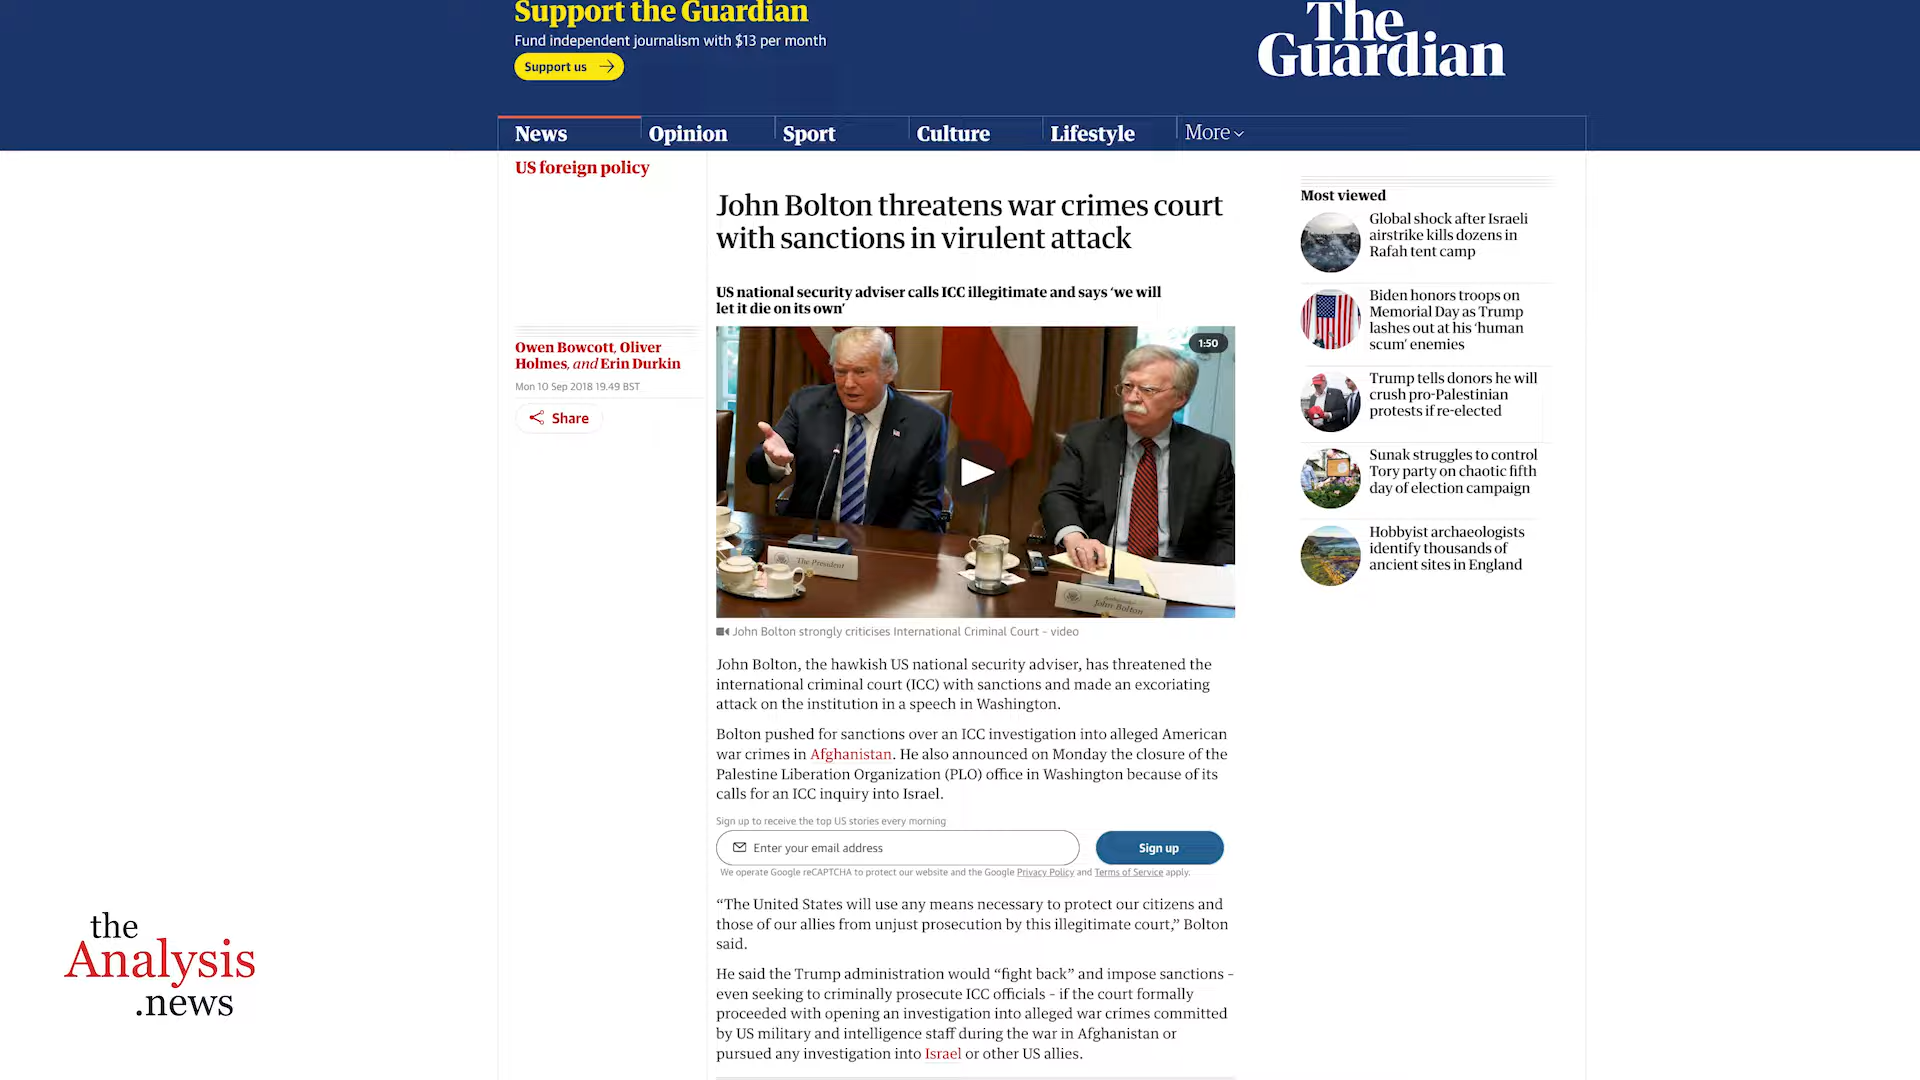 Support the Guardian
Fund independent journalism with $13 per month
Support us
The
Guardian
News
Opinion
Sport
Culture
Lifestyle
More
US foreign policy
John Bolton threatens war crimes court
with sanctions in virulent attack
US national security adviser calls ICC illegitimate and says ‘we will
let it die on its own’
Owen Bowcott, Oliver
Holmes, and Erin Durkin
Mon 10 Sep 2018 19.49 BST
Share
1:50
The President
John Bolton
John Bolton strongly criticises International Criminal Court – video
John Bolton, the hawkish US national security adviser, has threatened the
international criminal court (ICC) with sanctions and made an excoriating
attack on the institution in a speech in Washington.
Bolton pushed for sanctions over an ICC investigation into alleged American
war crimes in Afghanistan. He also announced on Monday the closure of the
Palestine Liberation Organization (PLO) office in Washington because of its
calls for an ICC inquiry into Israel.
Sign up to receive the top US stories every morning
Enter your email address
Sign up
We operate Google reCAPTCHA to protect our website and the Google Privacy Policy and Terms of Service apply.
“The United States will use any means necessary to protect our citizens and
those of our allies from unjust prosecution by this illegitimate court,” Bolton
said.
He said the Trump administration would “fight back” and impose sanctions –
even seeking to criminally prosecute ICC officials – if the court formally
proceeded with opening an investigation into alleged war crimes committed
by US military and intelligence staff during the war in Afghanistan or
pursued any investigation into Israel or other US allies.
Most viewed
Global shock after Israeli
airstrike kills dozens in
Rafah tent camp
Biden honors troops on
Memorial Day as Trump
lashes out at his ‘human
scum’ enemies
Trump tells donors he will
crush pro-Palestinian
protests if re-elected
Sunak struggles to control
Tory party on chaotic fifth
day of election campaign
Hobbyist archaeologists
identify thousands of
ancient sites in England
the
Analysis
.news